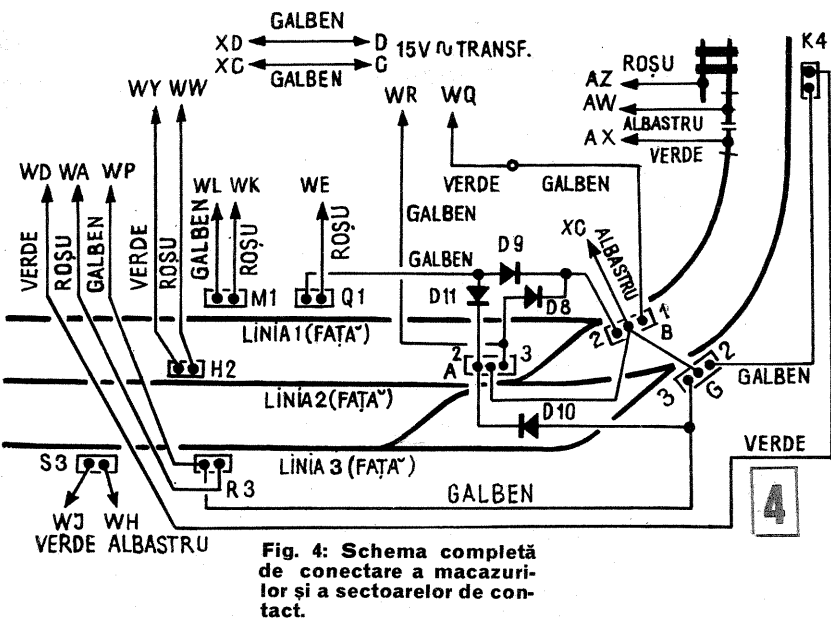 GALBEN
XD D
15V ~ TRANSF.
XC C
GALBEN
K4
ROȘU
AZ
AW
ALBASTRU
AX
VERDE
WY WW
WR WQ
VERDE GALBEN
GALBEN
WD WA WP
WL WK WE
VERDE
ROȘU
GALBEN
VERDE
ROȘU
GALBEN
ROȘU
ROȘU
XC
ALBASTRU
GALBEN
D9
D11
D8
M1
Q1
1
2 B
LINIA 1 (FAȚĂ)
2 3
A
H2
2
3 G
GALBEN
LINIA 2 (FAȚĂ)
D10
VERDE
S3
R3
LINIA 3 (FAȚĂ)
GALBEN
WJ WH
VERDE ALBASTRU
4
Fig. 4: Schema completă
de conectare a macazuri-
lor și a sectoarelor de con-
tact.